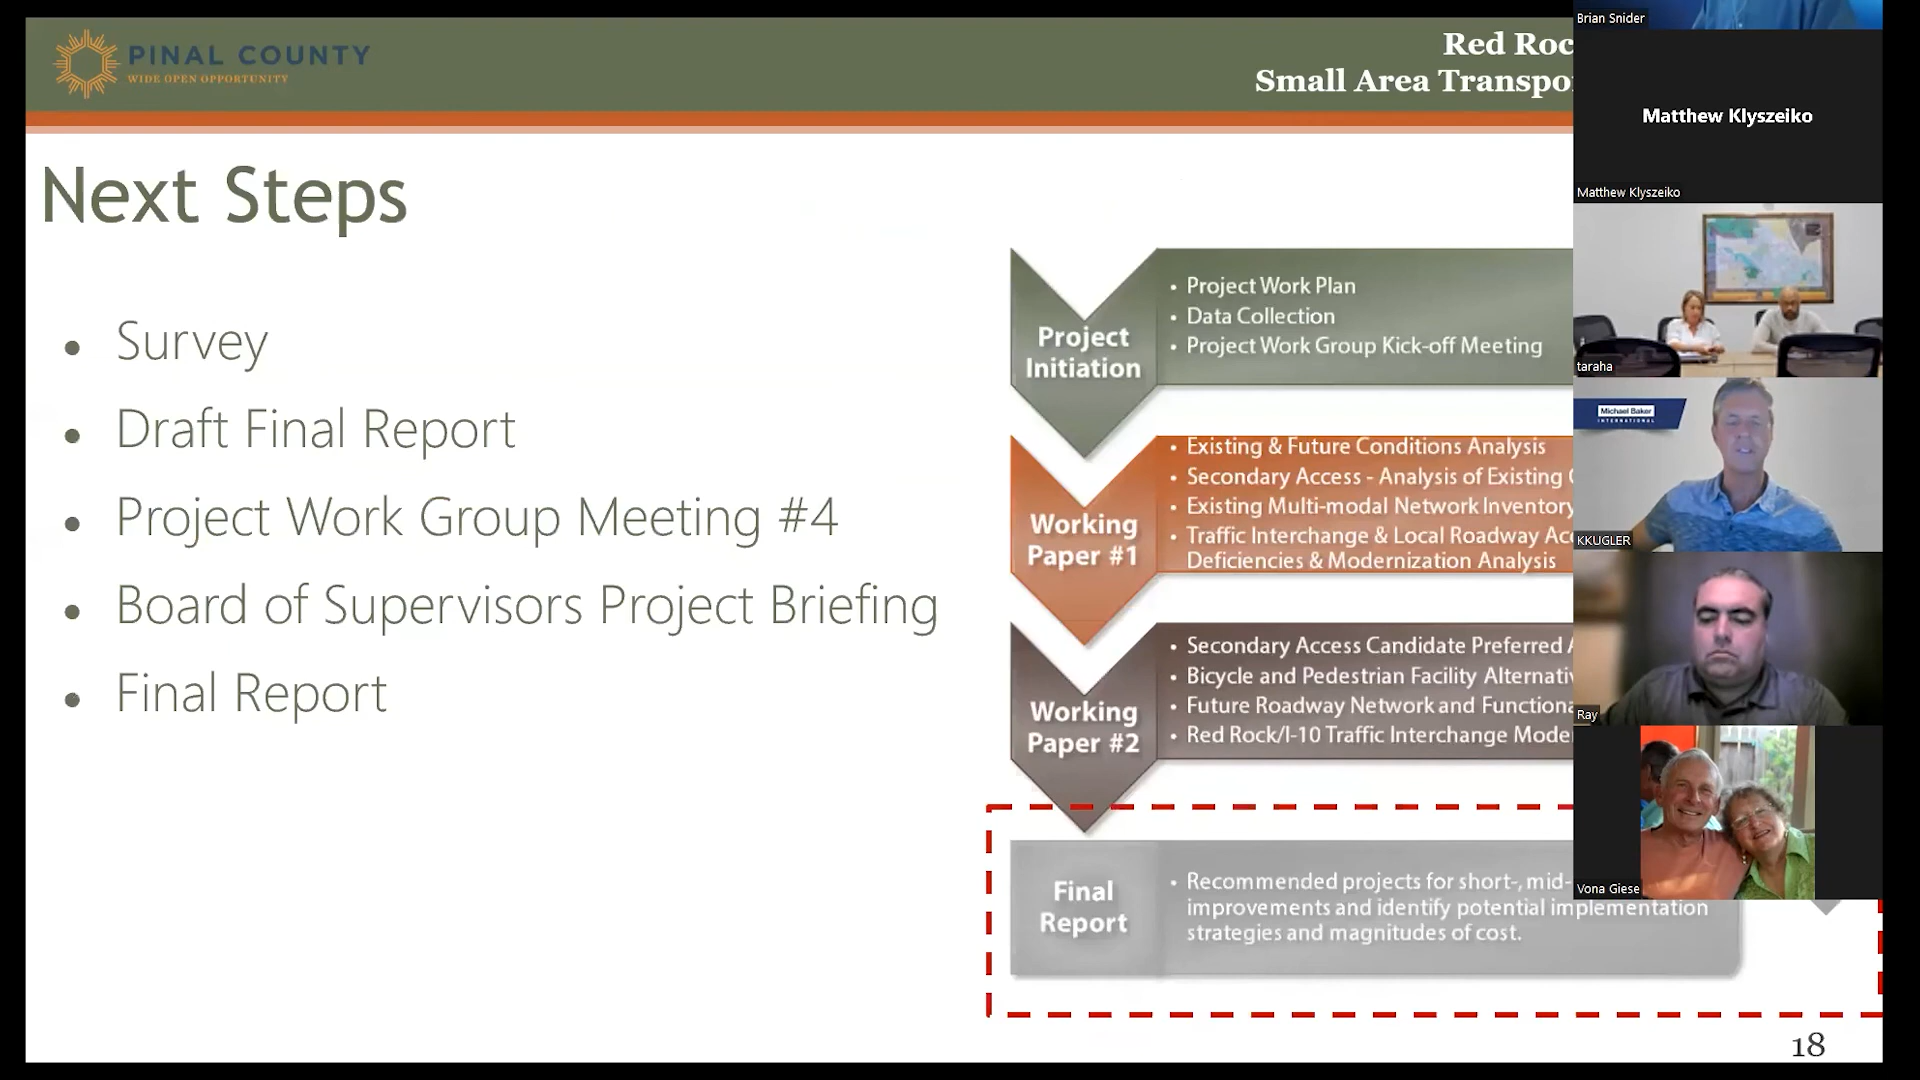 PINAL COUNTY
WIDE OPEN OPPORTUNITY
Red Roc
Small Area Transpo
Next Steps
• Survey
• Draft Final Report
• Project Work Group Meeting #4
• Board of Supervisors Project Briefing
• Final Report
Project
Initiation
• Project Work Plan
• Data Collection
• Project Work Group Kick-off Meeting
Working
Paper #1
• Existing & Future Conditions Analysis
• Secondary Access - Analysis of Existing
• Existing Multi-modal Network Inventory
• Traffic Interchange & Local Roadway Acc
Deficiencies & Modernization Analysis
Working
Paper #2
• Secondary Access Candidate Preferred A
• Bicycle and Pedestrian Facility Alternativ
• Future Roadway Network and Functiona
• Red Rock/I-10 Traffic Interchange Mode
Final
Report
• Recommended projects for short-, mid-
improvements and identify potential implementation
strategies and magnitudes of cost.
18
Brian Snider
Matthew Klyszeiko
Matthew Klyszeiko
taraha
Michael Baker
INTERNATIONAL
KKUGLER
Ray
Vona Giese